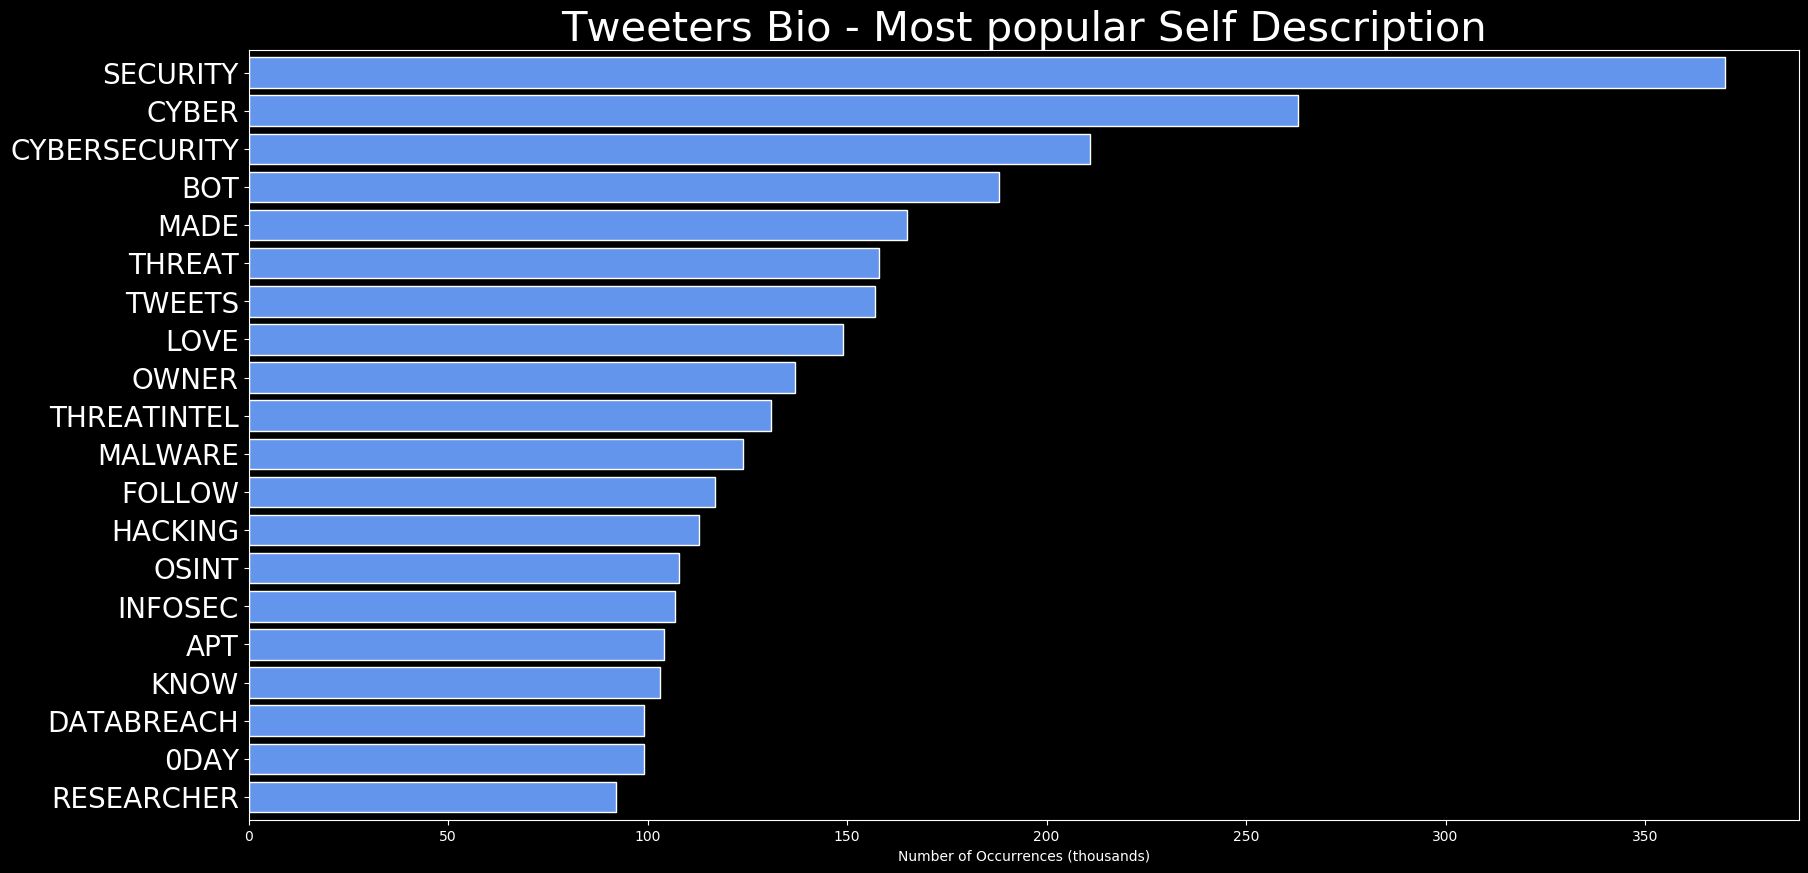 Tweeters Bio - Most popular Self Description
SECURITY
CYBER
CYBERSECURITY
BOT
MADE
THREAT
TWEETS
LOVE
OWNER
THREATINTEL
MALWARE
FOLLOW
HACKING
OSINT
INFOSEC
APT
KNOW
DATABREACH
0DAY
RESEARCHER
0 50 100 150 200 250 300 350
Number of Occurrences (thousands)